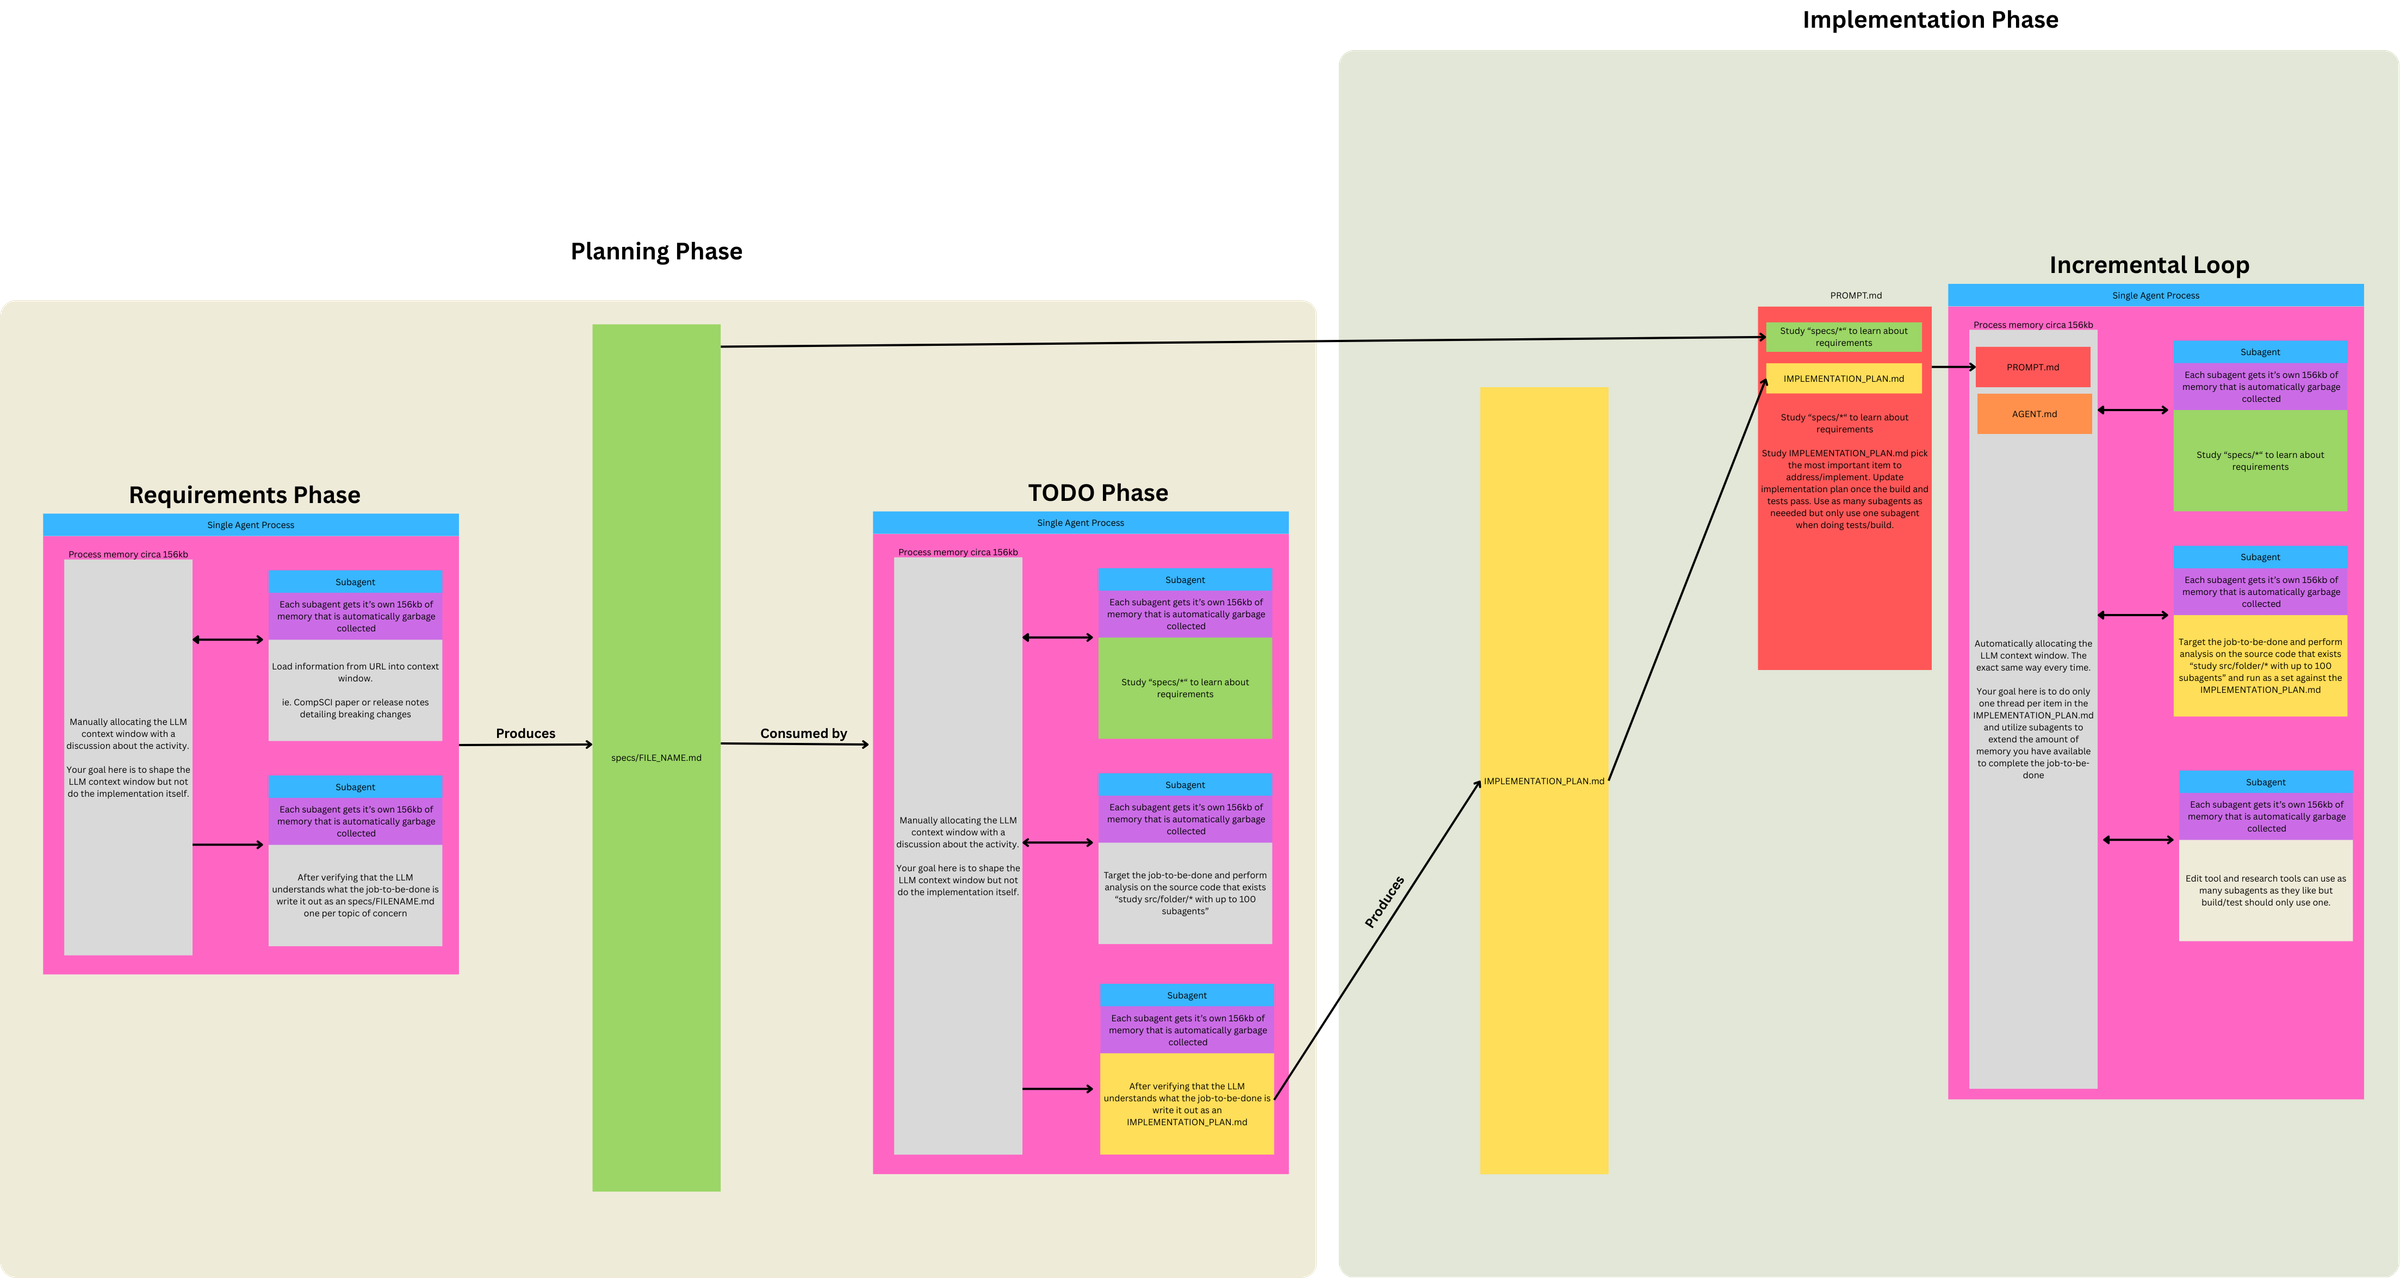 Implementation Phase
Planning Phase
Requirements Phase
Single Agent Process
Process memory circa 156kb
Manually allocating the LLM
context window with a
discussion about the activity.
Your goal here is to shape the
LLM context window but not
do the implementation itself.
Subagent
Each subagent gets it's own 156kb of
memory that is automatically garbage
collected
Load information from URL into context
window.
ie. CompSCI paper or release notes
detailing breaking changes
Subagent
Each subagent gets it's own 156kb of
memory that is automatically garbage
collected
After verifying that the LLM
understands what the job-to-be-done is
write it out as an specs/FILENAME.md
one per topic of concern
Produces
specs/FILE_NAME.md
Consumed by
TODO Phase
Single Agent Process
Process memory circa 156kb
Manually allocating the LLM
context window with a
discussion about the activity.
Your goal here is to shape the
LLM context window but not
do the implementation itself.
Subagent
Each subagent gets it's own 156kb of
memory that is automatically garbage
collected
Study "specs/*" to learn about
requirements
Subagent
Each subagent gets it's own 156kb of
memory that is automatically garbage
collected
Target the job-to-be-done and perform
analysis on the source code that exists
"study src/folder/* with up to 100
subagents"
Subagent
Each subagent gets it's own 156kb of
memory that is automatically garbage
collected
After verifying that the LLM
understands what the job-to-be-done is
write it out as an
IMPLEMENTATION_PLAN.md
Produces
IMPLEMENTATION_PLAN.md
PROMPT.md
Study "specs/*" to learn about
requirements
IMPLEMENTATION_PLAN.md
Study "specs/*" to learn about
requirements
Study IMPLEMENTATION_PLAN.md pick
the most important item to
address/implement. Update
implementation plan once the build and
tests pass. Use as many subagents as
neeeded but only use one subagent
when doing tests/build.
Incremental Loop
Single Agent Process
Process memory circa 156kb
PROMPT.md
AGENT.md
Automatically allocating the
LLM context window. The
exact same way every time.
Your goal here is to do only
one thread per item in the
IMPLEMENTATION_PLAN.md
and utilize subagents to
extend the amount of
memory you have available
to complete the job-to-be-
done
Subagent
Each subagent gets it's own 156kb of
memory that is automatically garbage
collected
Study "specs/*" to learn about
requirements
Subagent
Each subagent gets it's own 156kb of
memory that is automatically garbage
collected
Target the job-to-be-done and perform
analysis on the source code that exists
"study src/folder/* with up to 100
subagents" and run as a set against the
IMPLEMENTATION_PLAN.md
Subagent
Each subagent gets it's own 156kb of
memory that is automatically garbage
collected
Edit tool and research tools can use as
many subagents as they like but
build/test should only use one.